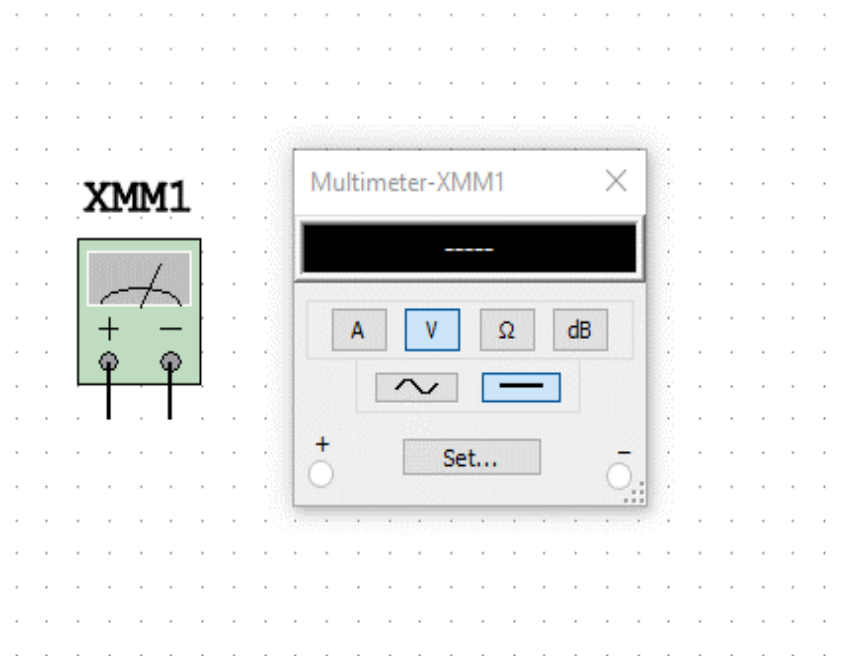 XMM1
+ −
Multimeter-XMM1
-----
A V Ω dB
+ Set... −